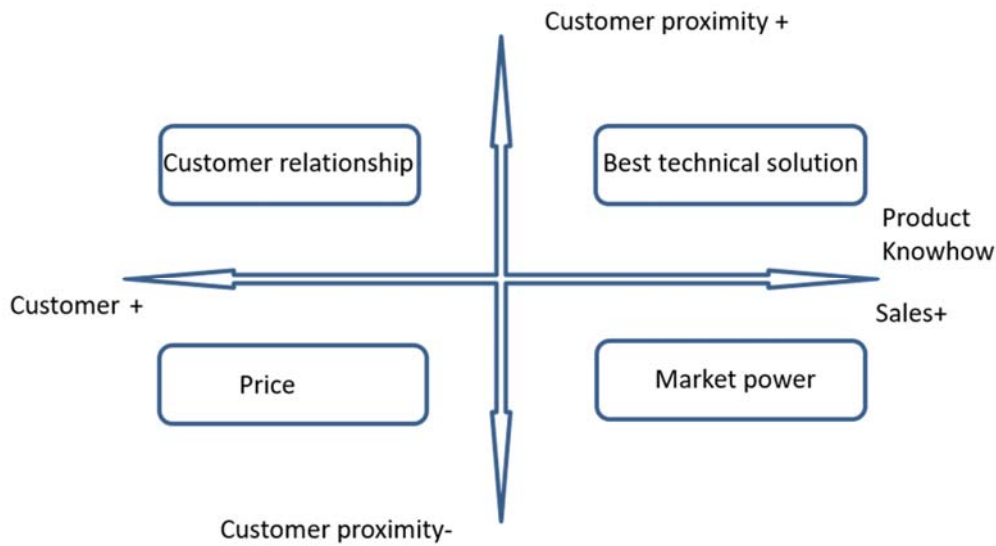 Customer proximity +
Customer relationship
Best technical solution
Product
Knowhow
Customer +
Sales+
Price
Market power
Customer proximity-